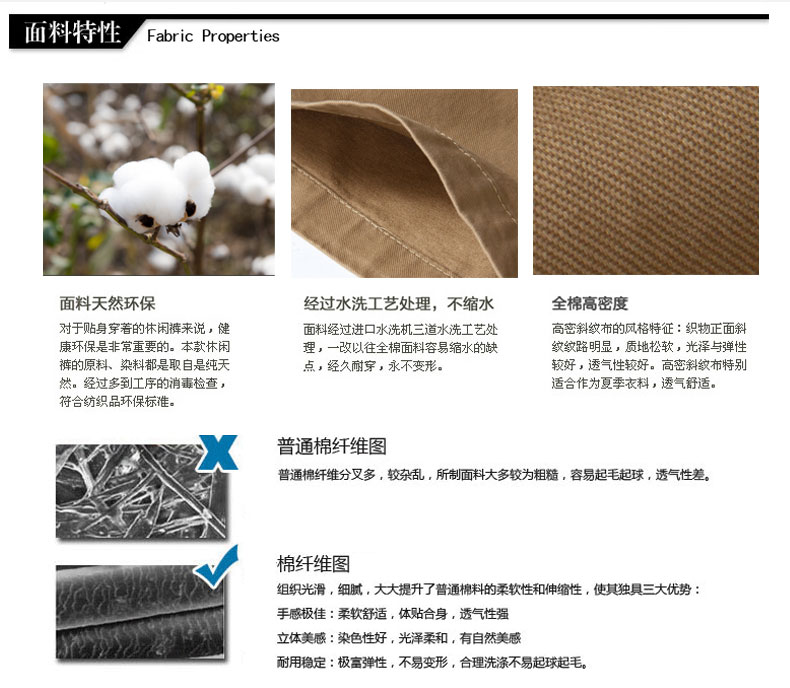 面料特性 Fabric Properties
面料天然环保
对于贴身穿著的休闲裤来说，健
康环保是非常重要的。本款休闲
裤的原料、染料都是取自是纯天
然。经过多到工序的消毒检查，
符合纺织品环保标准。
经过水洗工艺处理，不缩水
面料经过进口水洗机三道水洗工艺处
理，一改以往全棉面料容易缩水的缺
点，经久耐穿，永不变形。
全棉高密度
高密斜纹布的风格特征：织物正面斜
纹纹路明显，质地松软，光泽与弹性
较好，透气性较好。高密斜纹布特别
适合作为夏季衣料，透气舒适。
普通棉纤维图
普通棉纤维分叉多，较杂乱，所制面料大多较为粗糙，容易起毛起球，透气性差。
棉纤维图
组织光滑，细腻，大大提升了普通棉料的柔软性和伸缩性，使其独具三大优势：
手感极佳：柔软舒适，体贴合身，透气性强
立体美感：染色性好，光泽柔和，有自然美感
耐用稳定：极富弹性，不易变形，合理洗涤不易起球起毛。